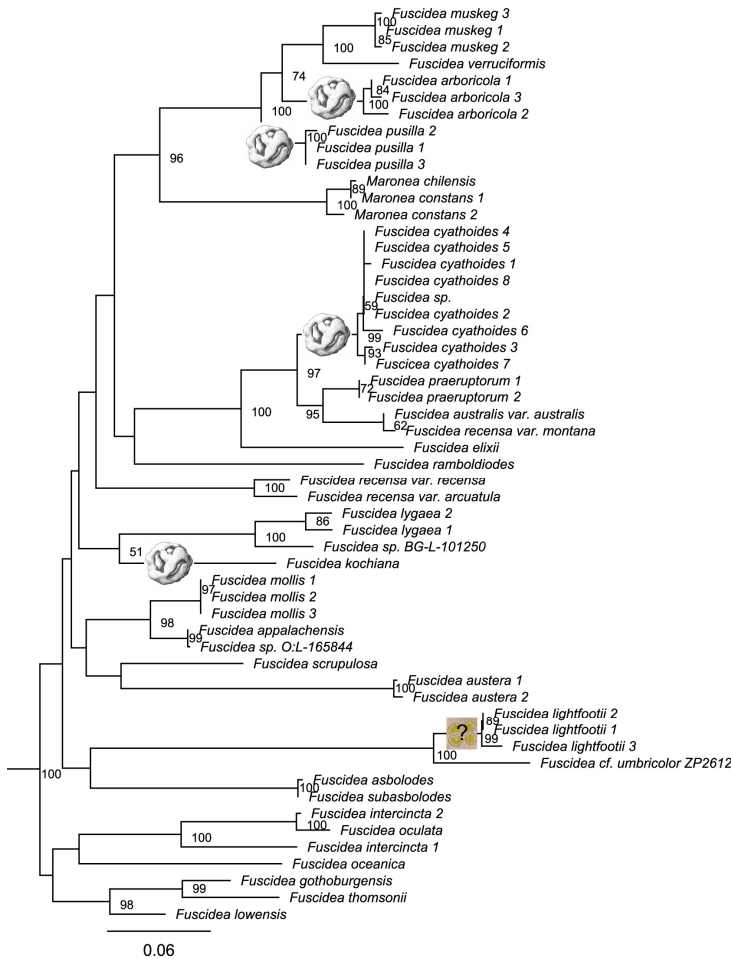 Fuscidea muskeg 3
100
Fuscidea muskeg 1
85
Fuscidea muskeg 2
100
Fuscidea verruciformis
74
Fuscidea arboricola 1
84
Fuscidea arboricola 3
100
100
Fuscidea arboricola 2
Fuscidea pusilla 2
100
Fuscidea pusilla 1
96
Fuscidea pusilla 3
Maronea chilensis
89
Maronea constans 1
100
Maronea constans 2
Fuscidea cyathoides 4
Fuscidea cyathoides 5
Fuscidea cyathoides 1
Fuscidea cyathoides 8
Fuscidea sp.
59
Fuscidea cyathoides 2
Fuscidea cyathoides 6
99
Fuscidea cyathoides 3
93
Fuscicea cyathoides 7
97
Fuscidea praeruptorum 1
72
Fuscidea praeruptorum 2
100
95
Fuscidea australis var. australis
62
Fuscidea recensa var. montana
Fuscidea elixii
Fuscidea ramboldiodes
Fuscidea recensa var. recensa
100
Fuscidea recensa var. arcuatula
Fuscidea lygaea 2
86
Fuscidea lygaea 1
100
Fuscidea sp. BG-L-101250
51
Fuscidea kochiana
Fuscidea mollis 1
97
Fuscidea mollis 2
Fuscidea mollis 3
98
Fuscidea appalachensis
99
Fuscidea sp. O:L-165844
Fuscidea scrupulosa
Fuscidea austera 1
100
Fuscidea austera 2
Fuscidea lightfootii 2
89
?
Fuscidea lightfootii 1
99
Fuscidea lightfootii 3
100
Fuscidea cf. umbricolor ZP2612
100
Fuscidea asbolodes
100
Fuscidea subasbolodes
Fuscidea intercincta 2
100
Fuscidea oculata
100
Fuscidea intercincta 1
Fuscidea oceanica
Fuscidea gothoburgensis
99
Fuscidea thomsonii
98
Fuscidea lowensis
0.06